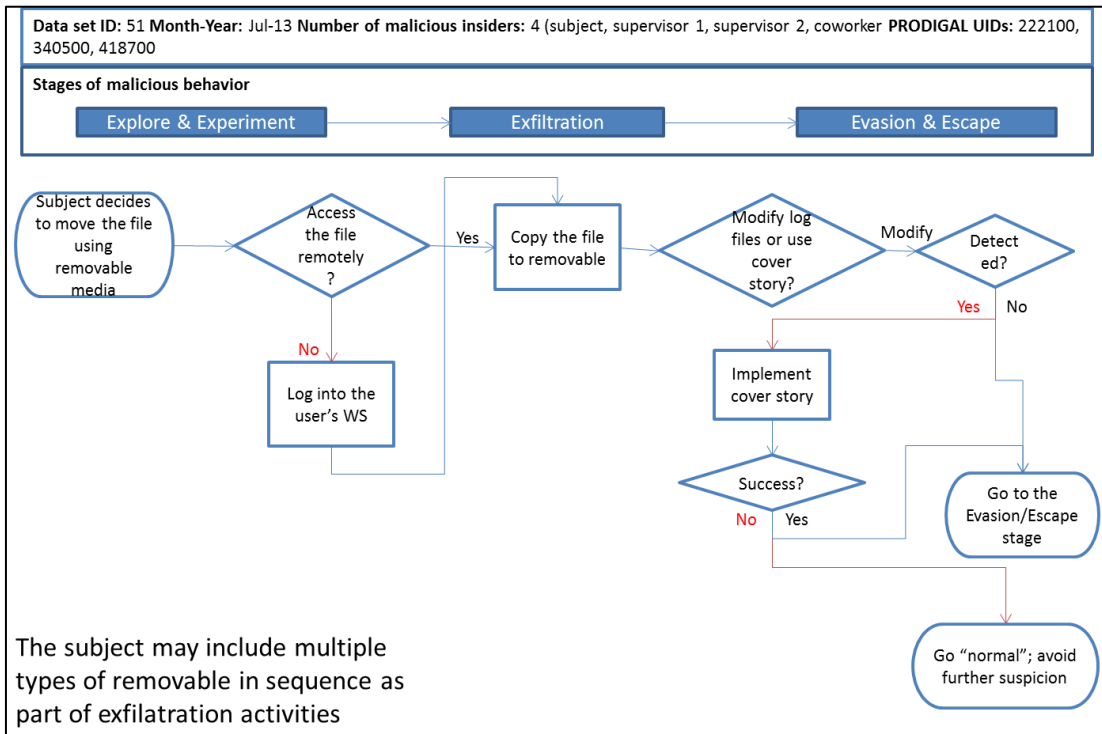 Data set ID: 51 Month-Year: Jul-13 Number of malicious insiders: 4 (subject, supervisor 1, supervisor 2, coworker PRODIGAL UIDs: 222100,
340500, 418700
Stages of malicious behavior
Explore & Experiment
Exfiltration
Evasion & Escape
Subject decides
to move the file
using
removable
media
Access
the file
remotely
?
Yes
No
Log into the
user's WS
Copy the file
to removable
Modify log
files or use
cover
story?
Modify
Detect
ed?
Yes
No
Implement
cover story
Success?
No
Yes
Go to the
Evasion/Escape
stage
Go "normal"; avoid
further suspicion
The subject may include multiple
types of removable in sequence as
part of exfilatration activities